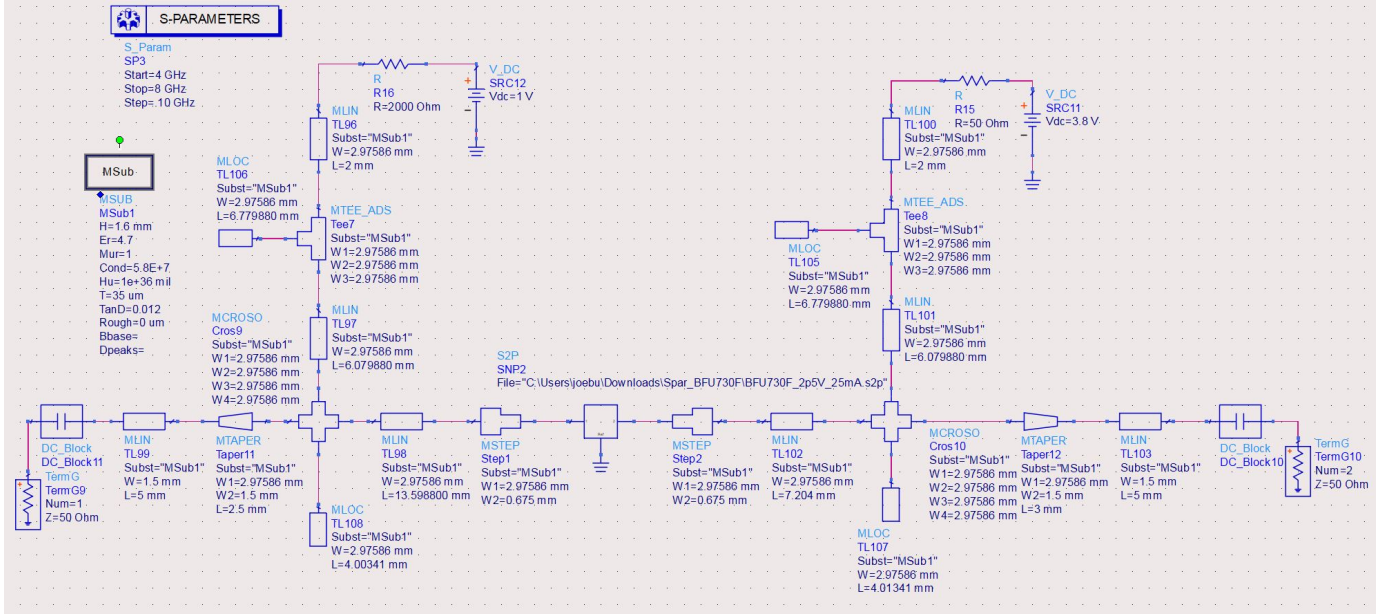 S-PARAMETERS
S_Param
SP3
Start=4 GHz
Stop=8 GHz
Step=.10 GHz
MSub
MSUB
MSub1
H=1.6 mm
Er=4.7
Mur=1
Cond=5.8E+7
Hu=1e+36 mil
T=35 um
TanD=0.012
Rough=0 um
Bbase=
Dpeaks=
R
R16
R=2000 Ohm
V_DC
SRC12
Vdc=1 V
MLIN
TL96
Subst="MSub1"
W=2.97586 mm
L=2 mm
MLOC
TL106
Subst="MSub1"
W=2.97586 mm
L=6.779880 mm
MTEE_ADS
Tee7
Subst="MSub1"
W1=2.97586 mm
W2=2.97586 mm
W3=2.97586 mm
MLIN
TL97
Subst="MSub1"
W=2.97586 mm
L=6.079880 mm
MCROSO
Cros9
Subst="MSub1"
W1=2.97586 mm
W2=2.97586 mm
W3=2.97586 mm
W4=2.97586 mm
R
R15
R=50 Ohm
V_DC
SRC11
Vdc=3.8 V
MLIN
TL100
Subst="MSub1"
W=2.97586 mm
L=2 mm
MTEE_ADS
Tee8
Subst="MSub1"
W1=2.97586 mm
W2=2.97586 mm
W3=2.97586 mm
MLOC
TL105
Subst="MSub1"
W=2.97586 mm
L=6.779880 mm
MLIN
TL101
Subst="MSub1"
W=2.97586 mm
L=6.079880 mm
S2P
SNP2
File="C:\Users\joebu\Downloads\Spar_BFU730F\BFU730F_2p5V_25mA.s2p"
DC_Block
DC_Block11
TermG
TermG9
Num=1
Z=50 Ohm
MLIN
TL99
Subst="MSub1"
W=1.5 mm
L=5 mm
MTAPER
Taper11
Subst="MSub1"
W1=2.97586 mm
W2=1.5 mm
L=2.5 mm
MLIN
TL98
Subst="MSub1"
W=2.97586 mm
L=13.598800 mm
MLOC
TL108
Subst="MSub1"
W=2.97586 mm
L=4.00341 mm
MSTEP
Step1
Subst="MSub1"
W1=2.97586 mm
W2=0.675 mm
Ref
MSTEP
Step2
Subst="MSub1"
W1=2.97586 mm
W2=0.675 mm
MLIN
TL102
Subst="MSub1"
W=2.97586 mm
L=7.204 mm
MLOC
TL107
Subst="MSub1"
W=2.97586 mm
L=4.01341 mm
MCROSO
Cros10
Subst="MSub1"
W1=2.97586 mm
W2=2.97586 mm
W3=2.97586 mm
W4=2.97586 mm
MTAPER
Taper12
Subst="MSub1"
W1=2.97586 mm
W2=1.5 mm
L=3 mm
MLIN
TL103
Subst="MSub1"
W=1.5 mm
L=5 mm
DC_Block
DC_Block10
TermG
TermG10
Num=2
Z=50 Ohm